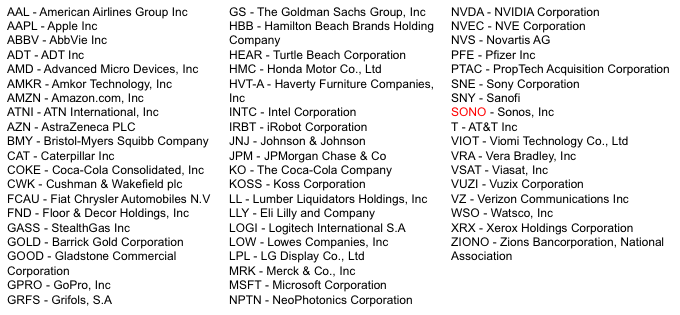 AAL - American Airlines Group Inc
AAPL - Apple Inc
ABBV - AbbVie Inc
ADT - ADT Inc
AMD - Advanced Micro Devices, Inc
AMKR - Amkor Technology, Inc
AMZN - Amazon.com, Inc
ATNI - ATN International, Inc
AZN - AstraZeneca PLC
BMY - Bristol-Myers Squibb Company
CAT - Caterpillar Inc
COKE - Coca-Cola Consolidated, Inc
CWK - Cushman & Wakefield plc
FCAU - Fiat Chrysler Automobiles N.V
FND - Floor & Decor Holdings, Inc
GASS - StealthGas Inc
GOLD - Barrick Gold Corporation
GOOD - Gladstone Commercial
Corporation
GPRO - GoPro, Inc
GRFS - Grifols, S.A
GS - The Goldman Sachs Group, Inc
HBB - Hamilton Beach Brands Holding
Company
HEAR - Turtle Beach Corporation
HMC - Honda Motor Co., Ltd
HVT-A - Haverty Furniture Companies,
Inc
INTC - Intel Corporation
IRBT - iRobot Corporation
JNJ - Johnson & Johnson
JPM - JPMorgan Chase & Co
KO - The Coca-Cola Company
KOSS - Koss Corporation
LL - Lumber Liquidators Holdings, Inc
LLY - Eli Lilly and Company
LOGI - Logitech International S.A
LOW - Lowes Companies, Inc
LPL - LG Display Co., Ltd
MRK - Merck & Co., Inc
MSFT - Microsoft Corporation
NPTN - NeoPhotonics Corporation
NVDA - NVIDIA Corporation
NVEC - NVE Corporation
NVS - Novartis AG
PFE - Pfizer Inc
PTAC - PropTech Acquisition Corporation
SNE - Sony Corporation
SNY - Sanofi
SONO - Sonos, Inc
T - AT&T Inc
VIOT - Viomi Technology Co., Ltd
VRA - Vera Bradley, Inc
VSAT - Viasat, Inc
VUZI - Vuzix Corporation
VZ - Verizon Communications Inc
WSO - Watsco, Inc
XRX - Xerox Holdings Corporation
ZIONO - Zions Bancorporation, National
Association